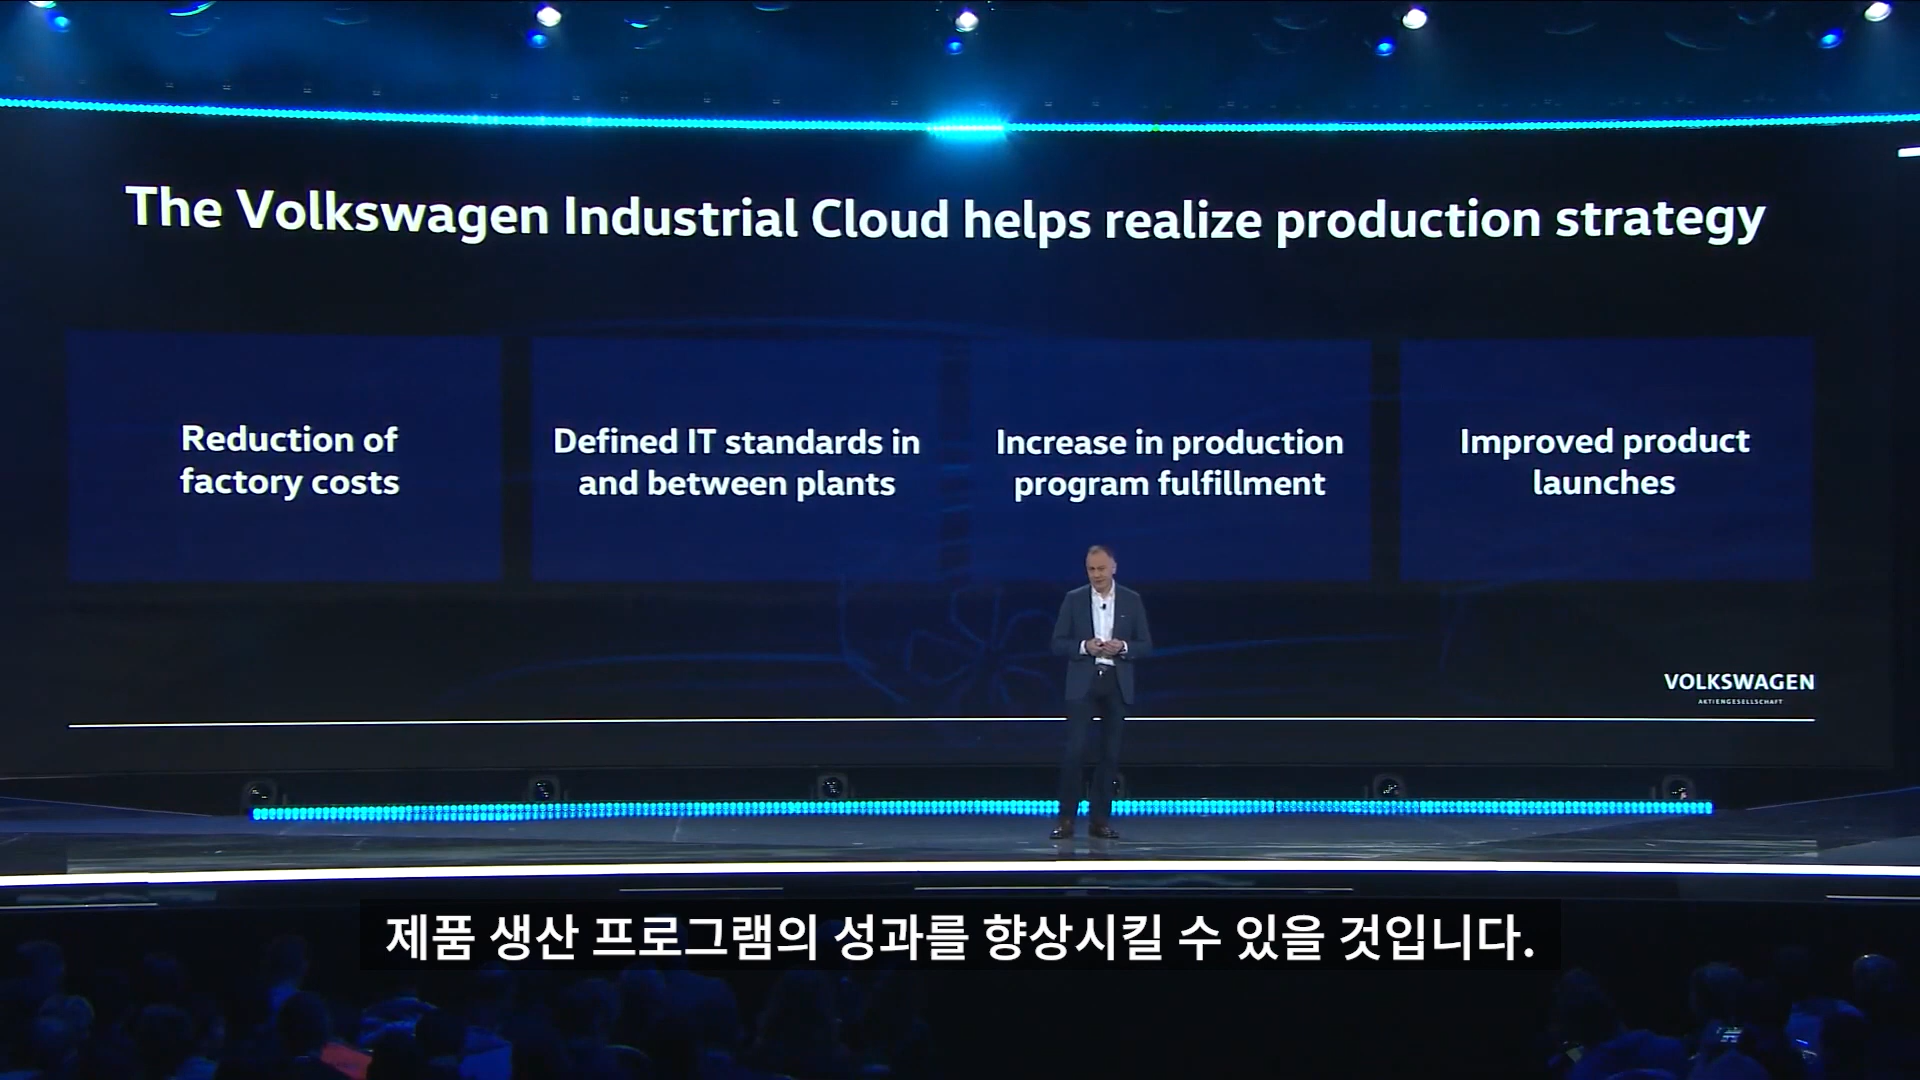 The Volkswagen Industrial Cloud helps realize production strategy
Reduction of
factory costs
Defined IT standards in
and between plants
Increase in production
program fulfillment
Improved product
launches
VOLKSWAGEN
AKTIENGESELLSCHAFT
제품 생산 프로그램의 성과를 향상시킬 수 있을 것입니다.